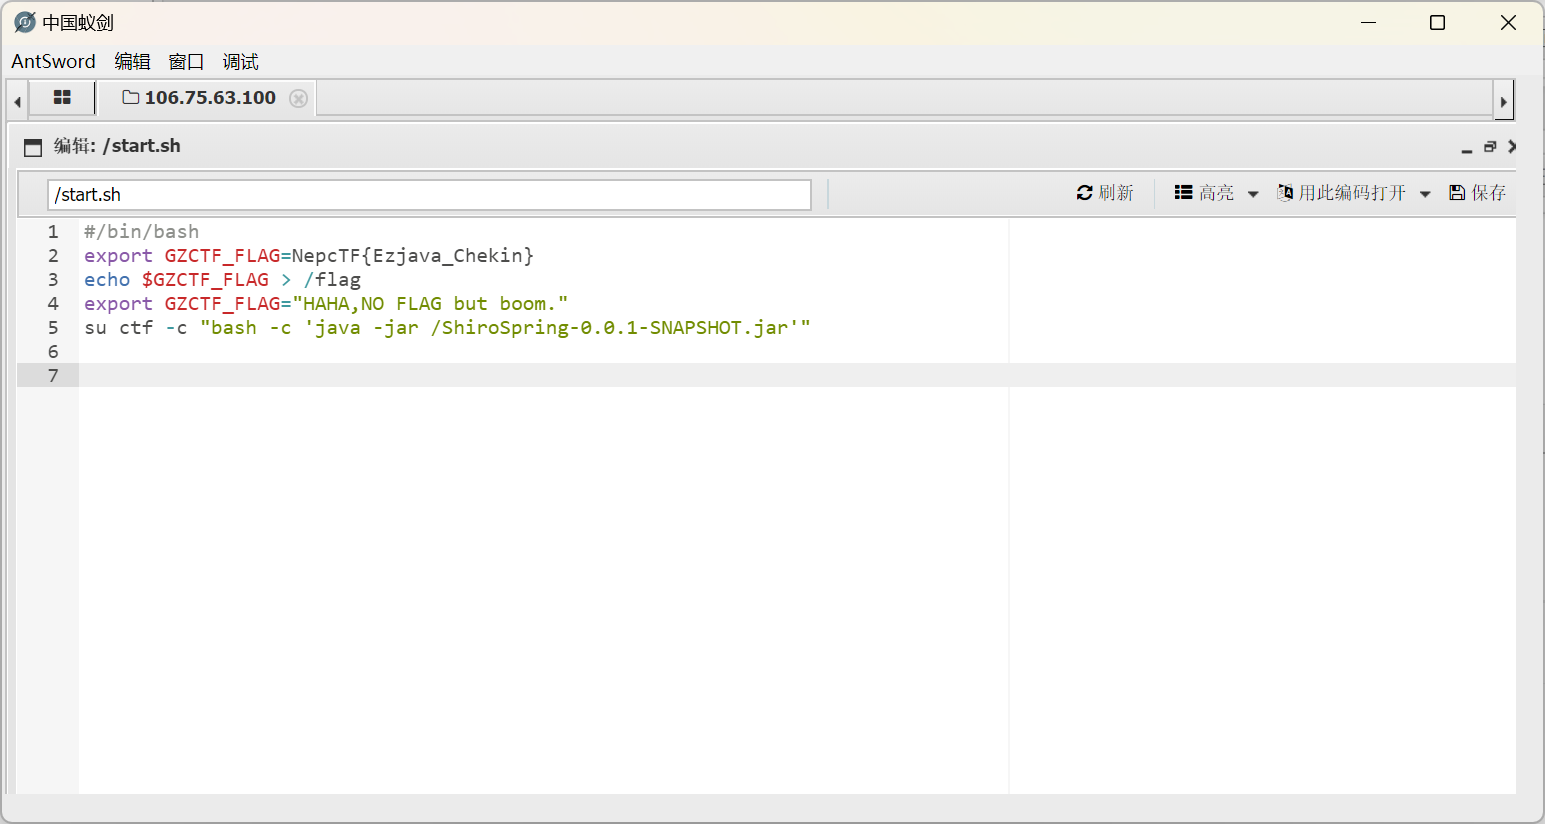 中国蚁剑
AntSword 编辑 窗口 调试
106.75.63.100
编辑: /start.sh
/start.sh 刷新 高亮 用此编码打开 保存
1 #/bin/bash
2 export GZCTF_FLAG=NepcTF{Ezjava_Chekin}
3 echo $GZCTF_FLAG > /flag
4 export GZCTF_FLAG="HAHA,NO FLAG but boom."
5 su ctf -c "bash -c 'java -jar /ShiroSpring-0.0.1-SNAPSHOT.jar'"
6
7